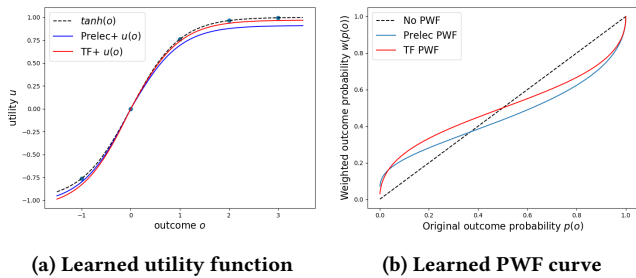 tanh(o)
Prelec+ u(o)
TF+ u(o)
1.00
0.75
0.50
0.25
0.00
−0.25
−0.50
−0.75
−1.00
utility u
−1 0 1 2 3
outcome o
No PWF
Prelec PWF
TF PWF
1.0
0.8
0.6
0.4
0.2
0.0
Weighted outcome probability w(p(o))
0.0 0.2 0.4 0.6 0.8 1.0
Original outcome probability p(o)
(a) Learned utility function
(b) Learned PWF curve